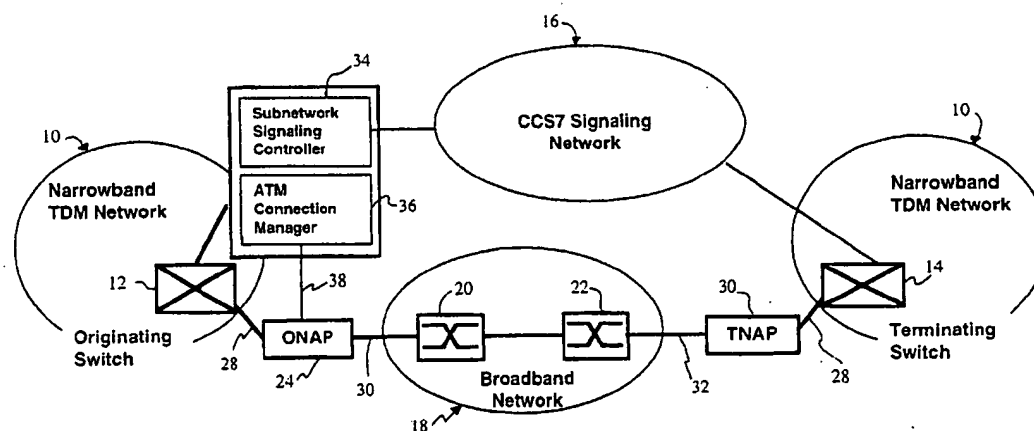 16
34
Subnetwork
Signaling
Controller
CCS7 Signaling
Network
10
10
Narrowband
TDM Network
ATM
Connection
Manager
36
Narrowband
TDM Network
12
38
20
22
30
14
Originating
Switch
28
ONAP
24
30
Broadband
Network
18
32
TNAP
28
Terminating
Switch